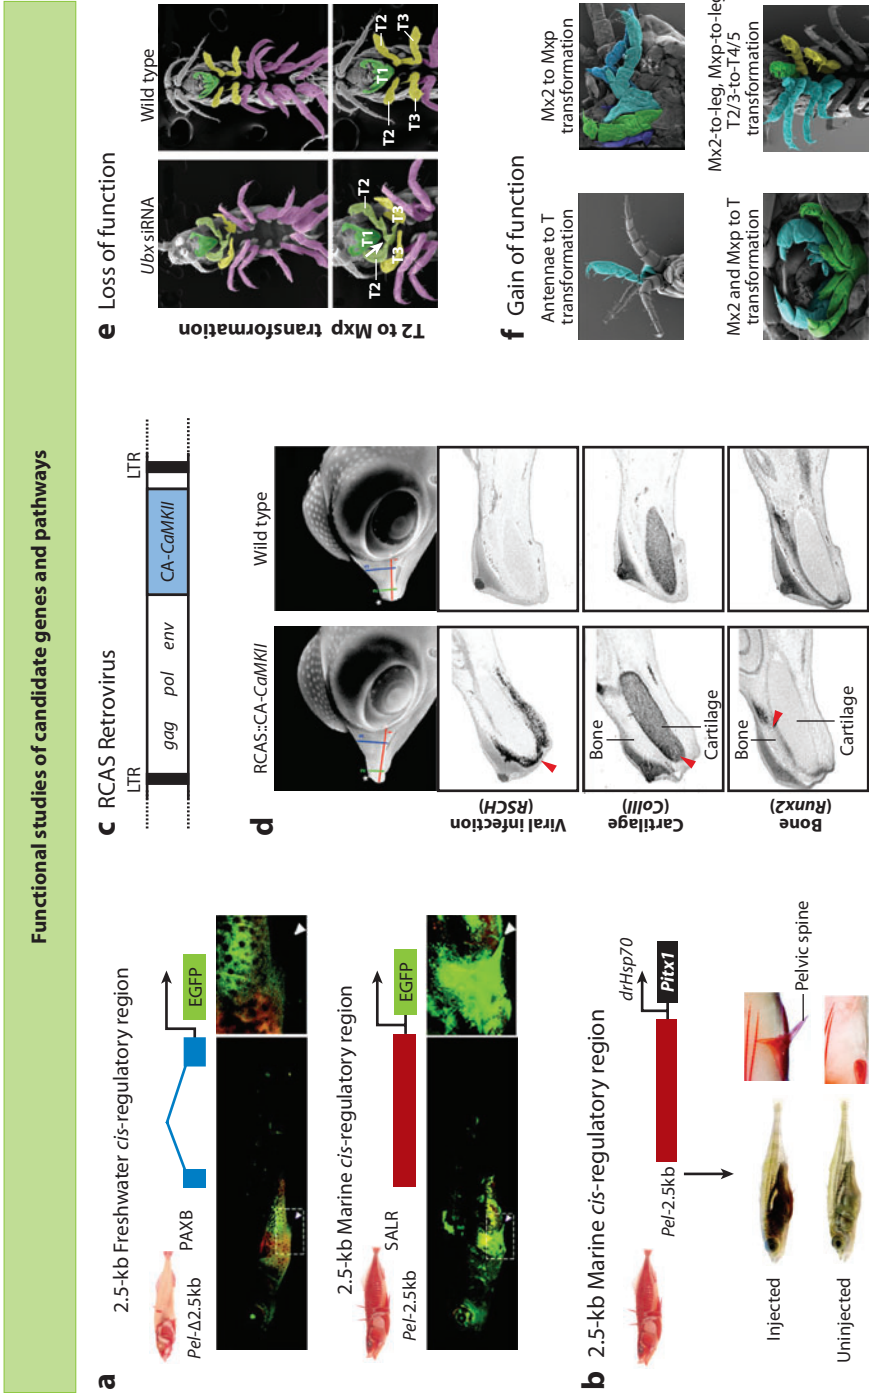 Functional studies of candidate genes and pathways
a
2.5-kb Freshwater cis-regulatory region
PAXB
EGFP
Pel-Δ2.5kb
2.5-kb Marine cis-regulatory region
SALR
EGFP
Pel-2.5kb
b 2.5-kb Marine cis-regulatory region
drHsp70
Pitx1
Pel-2.5kb
Injected
Pelvic spine
Uninjected
c RCAS Retrovirus
LTR
LTR
gag pol env
CA-CaMKII
d
RCAS::CA-CaMKII
Wild type
Viral infection
(RSCH)
Cartilage
(ColII)
Bone
Cartilage
Bone
(Runx2)
Bone
Cartilage
e Loss of function
Ubx siRNA
Wild type
T2 to Mxp transformation
T1
T2
T2
T3
T3
T1
T2
T2
T3
T3
f Gain of function
Antennae to T
transformation
Mx2 to Mxp
transformation
Mx2 and Mxp to T
transformation
Mx2-to-leg, Mxp-to-leg,
T2/3-to-T4/5
transformation